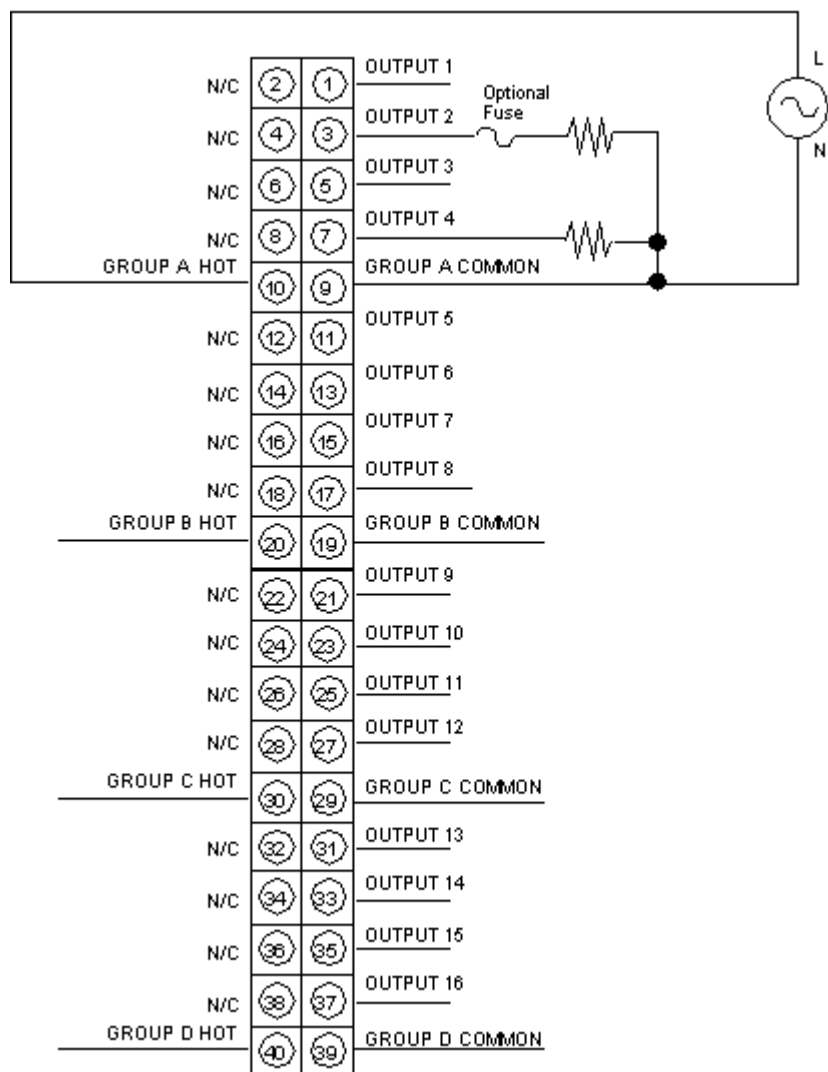 L
OUTPUT 1
N/C 2 1
Optional
Fuse
OUTPUT 2
N/C 4 3
N
OUTPUT 3
N/C 6 5
OUTPUT 4
N/C 8 7
GROUP A HOT 10 9 GROUP A COMMON
OUTPUT 5
N/C 12 11
OUTPUT 6
N/C 14 13
OUTPUT 7
N/C 16 15
OUTPUT 8
N/C 18 17
GROUP B HOT 20 19 GROUP B COMMON
OUTPUT 9
N/C 22 21
OUTPUT 10
N/C 24 23
OUTPUT 11
N/C 26 25
OUTPUT 12
N/C 28 27
GROUP C HOT 30 29 GROUP C COMMON
OUTPUT 13
N/C 32 31
OUTPUT 14
N/C 34 33
OUTPUT 15
N/C 36 35
OUTPUT 16
N/C 38 37
GROUP D HOT 40 39 GROUP D COMMON